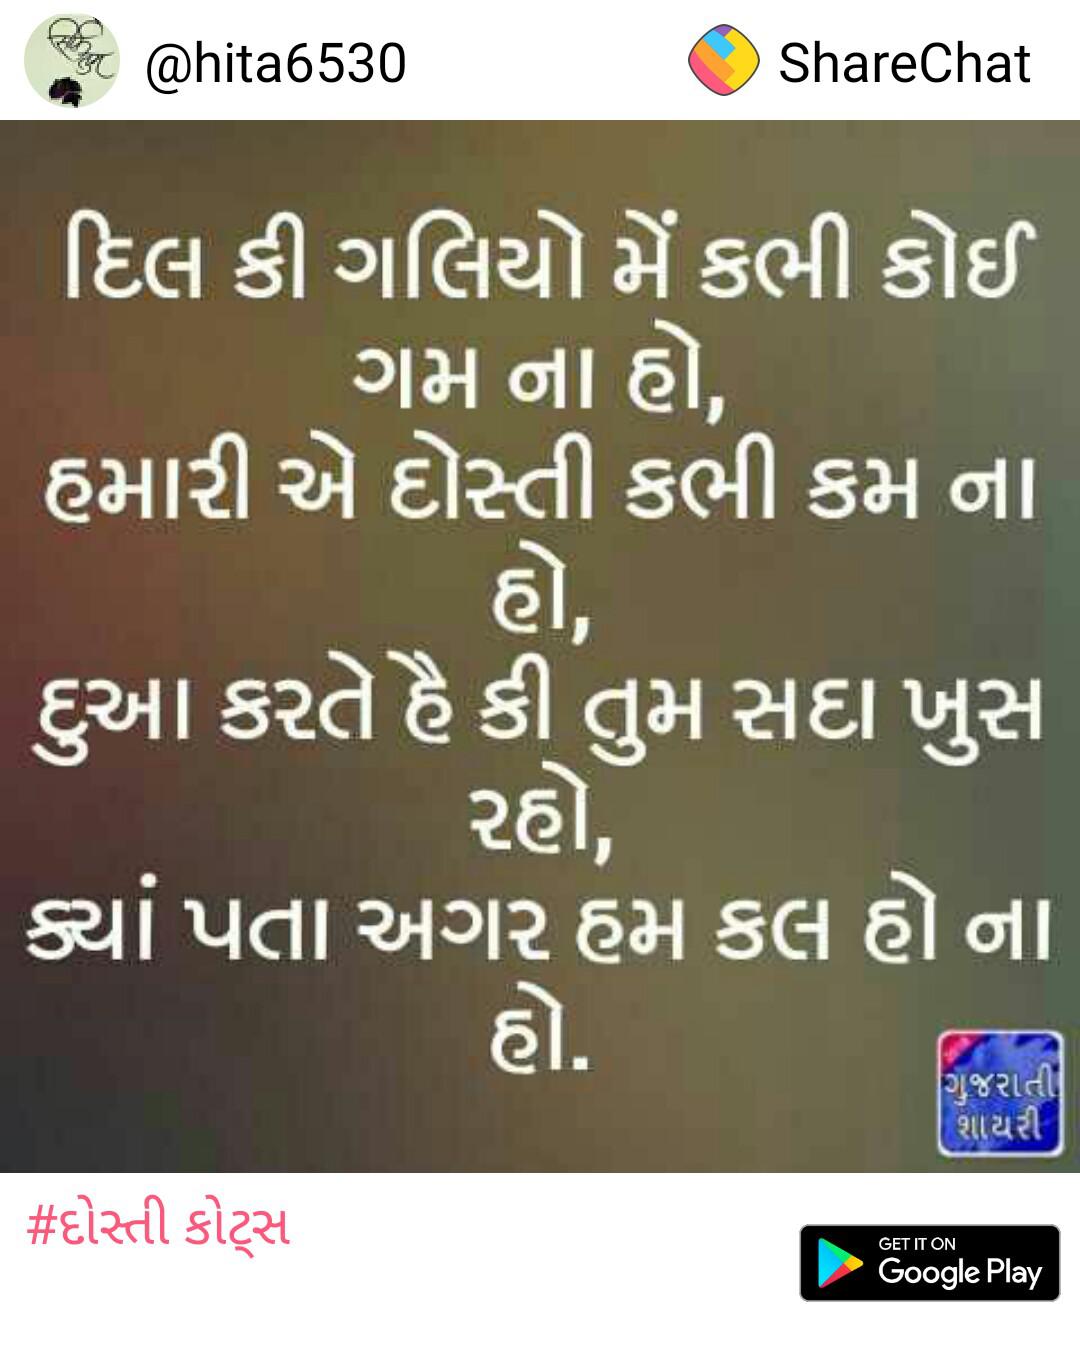 @hita6530
ShareChat
દિલ કી ગલિયો મેં કભી કોઈ
ગમ ના હો,
હમારી એ દોસ્તી કભી કમ ના
હો,
દુઆ કરતે હૈ કી તુમ સદા ખુસ
રહો,
ક્યાં પતા અગર હમ કલ હો ના
હો.
ગુજરાતી
શાયરી
#દોસ્તી કોટ્સ
GET IT ON
Google Play